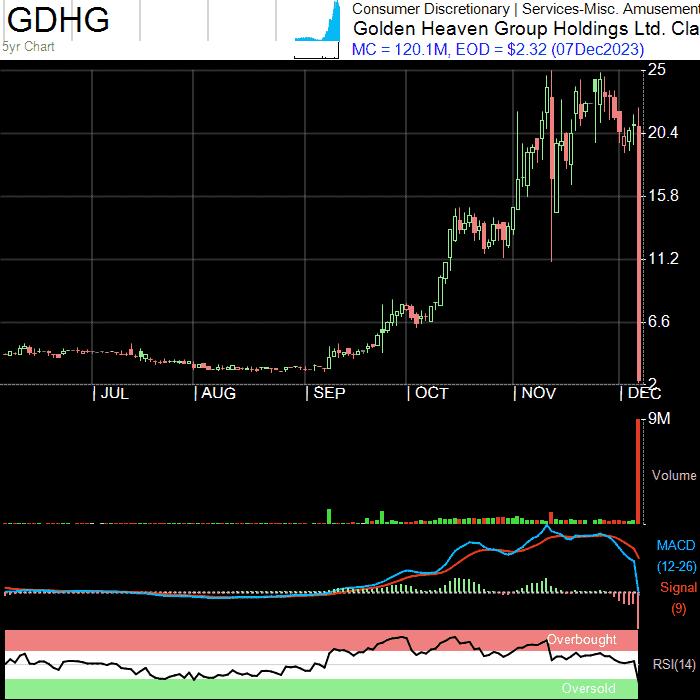 GDHG
5yr Chart
Consumer Discretionary | Services-Misc. Amusement
Golden Heaven Group Holdings Ltd. Cla
MC = 120.1M, EOD = $2.32 (07Dec2023)
25
20.4
15.8
11.2
6.6
2
| JUL | AUG | SEP | OCT | NOV | DEC
9M
Volume
MACD
(12-26)
Signal
(9)
Overbought
RSI(14)
Oversold